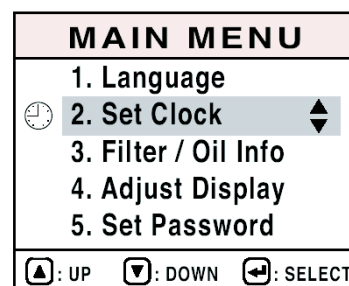 MAIN MENU
1. Language
2. Set Clock
3. Filter / Oil Info
4. Adjust Display
5. Set Password
: UP : DOWN : SELECT